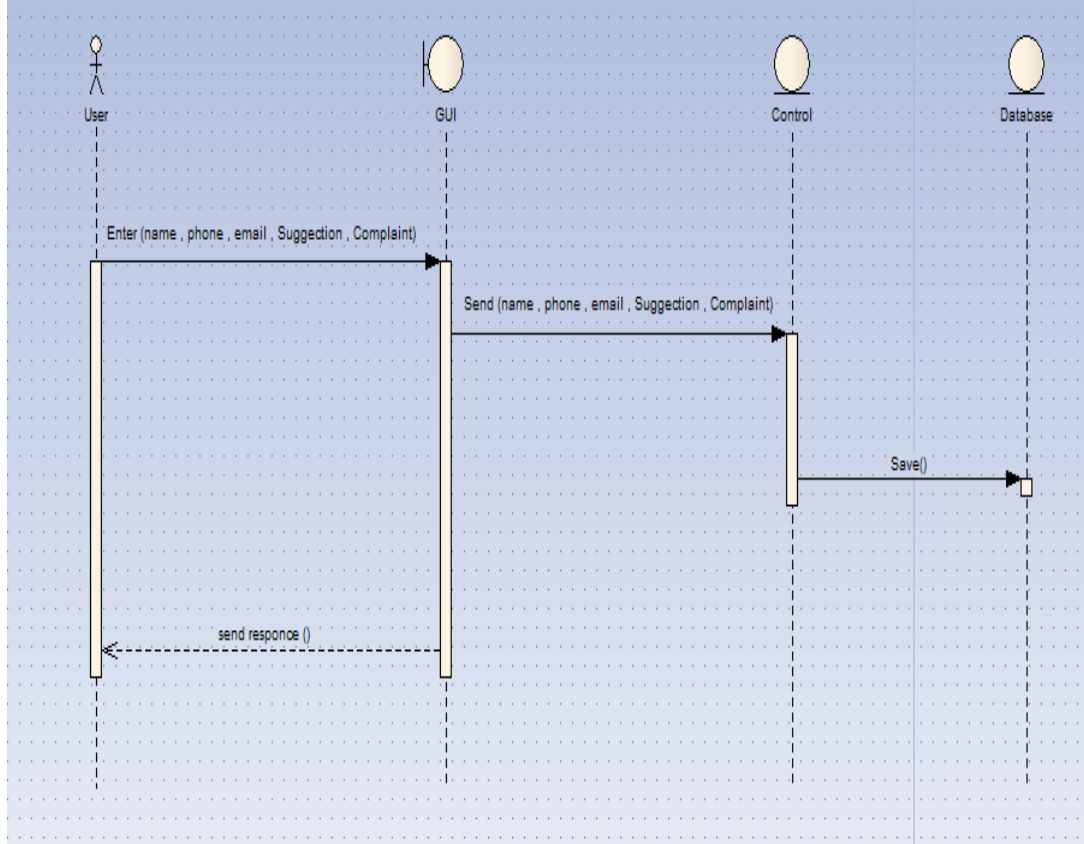 User
GUI
Control
Database
Enter (name , phone , email , Suggection , Complaint)
Send (name , phone , email , Suggection , Complaint)
Save()
send responce ()